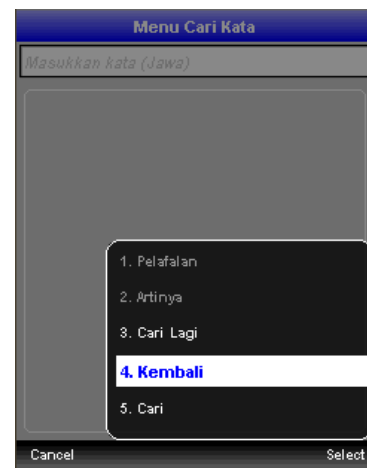 Menu Cari Kata
Masukkan kata (Jawa)
1. Pelafalan
2. Artinya
3. Cari Lagi
4. Kembali
5. Cari
Cancel Select